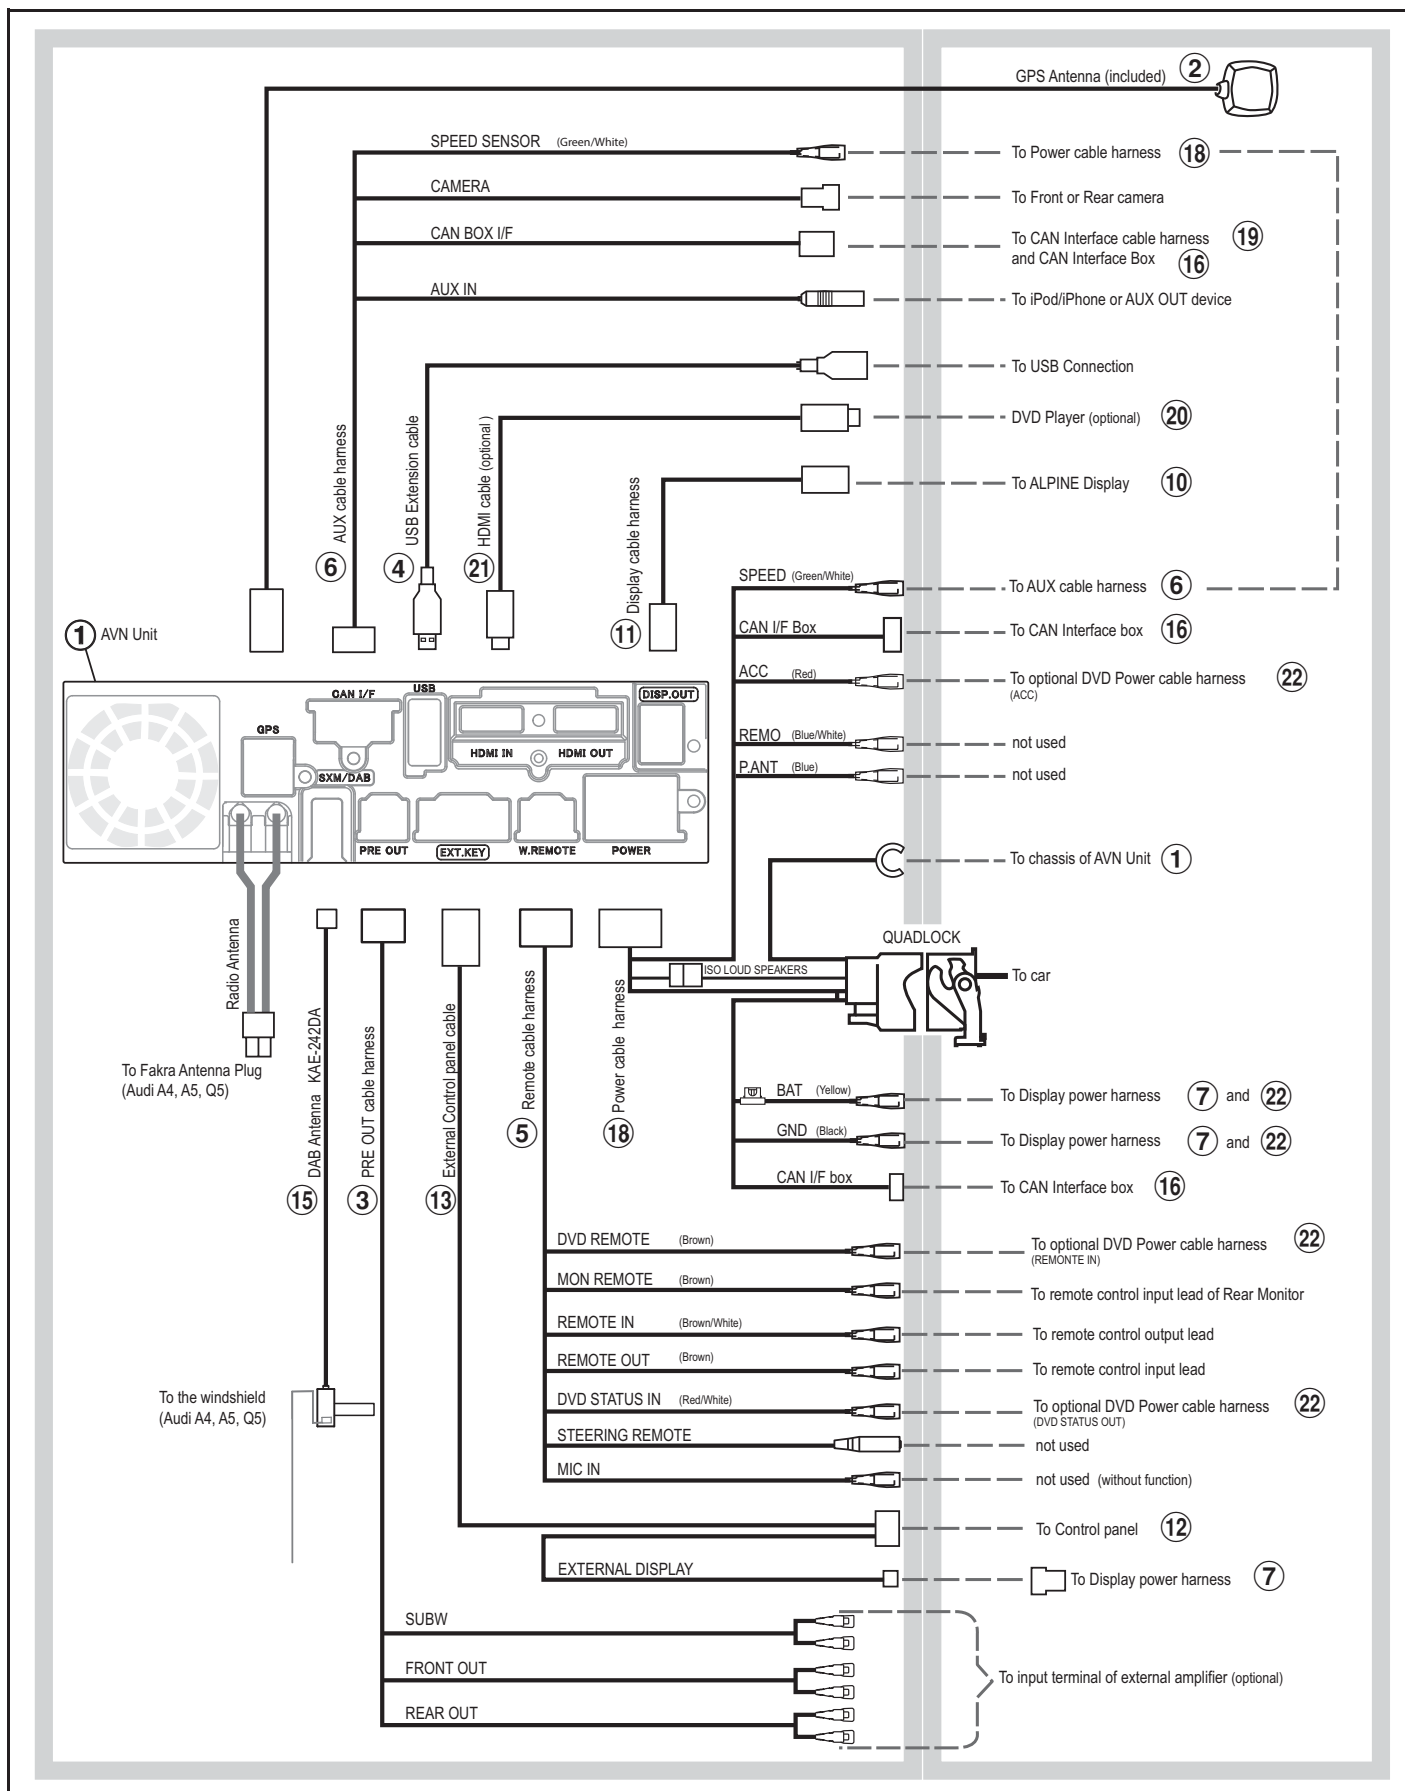 GPS Antenna (included) 2
SPEED SENSOR (Green/White)
To Power cable harness 18
CAMERA
To Front or Rear camera
CAN BOX I/F
To CAN Interface cable harness 19
and CAN Interface Box 16
AUX IN
To iPod/iPhone or AUX OUT device
To USB Connection
DVD Player (optional) 20
To ALPINE Display 10
6 AUX cable harness
4 USB Extension cable
21 HDMI cable (optional)
11 Display cable harness
SPEED (Green/White)
To AUX cable harness 6
CAN I/F Box
To CAN Interface box 16
ACC (Red)
To optional DVD Power cable harness 22
(ACC)
REMO (Blue/White)
not used
P.ANT (Blue)
not used
1 AVN Unit
GPS
CAN I/F
USB
HDMI IN
HDMI OUT
DISP.OUT
SXM/DAB
PRE OUT
EXT.KEY
W.REMOTE
POWER
To chassis of AVN Unit 1
QUADLOCK
ISO LOUD SPEAKERS
To car
Radio Antenna
To Fakra Antenna Plug
(Audi A4, A5, Q5)
15 DAB Antenna KAE-242DA
3 PRE OUT cable harness
13 External Control panel cable
5 Remote cable harness
18 Power cable harness
BAT (Yellow)
To Display power harness 7 and 22
GND (Black)
To Display power harness 7 and 22
CAN I/F box
To CAN Interface box 16
DVD REMOTE (Brown)
To optional DVD Power cable harness 22
(REMONTE IN)
MON REMOTE (Brown)
To remote control input lead of Rear Monitor
REMOTE IN (Brown/White)
To remote control output lead
REMOTE OUT (Brown)
To remote control input lead
DVD STATUS IN (Red/White)
To optional DVD Power cable harness 22
(DVD STATUS OUT)
STEERING REMOTE
not used
MIC IN
not used (without function)
To the windshield
(Audi A4, A5, Q5)
To Control panel 12
EXTERNAL DISPLAY
To Display power harness 7
SUBW
FRONT OUT
REAR OUT
To input terminal of external amplifier (optional)